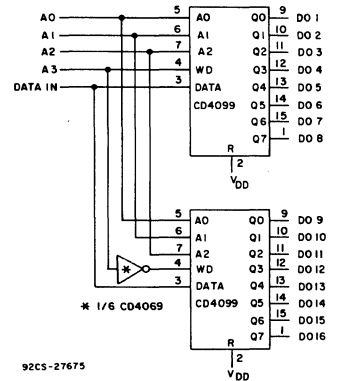 A0 5 A0 Q0 9 DO 1
A1 6 A1 Q1 10 DO 2
A2 7 A2 Q2 11 DO 3
A3 4 WD Q3 12 DO 4
DATA IN 3 DATA Q4 13 DO 5
CD4099 Q5 14 DO 6
Q6 15 DO 7
Q7 1 DO 8
R
2
VDD
5 A0 Q0 9 DO 9
6 A1 Q1 10 DO 10
7 A2 Q2 11 DO 11
* 4 WD Q3 12 DO 12
3 DATA Q4 13 DO 13
* 1/6 CD4069 CD4099 Q5 14 DO 14
Q6 15 DO 15
Q7 1 DO 16
R
2
VDD
92CS-27675